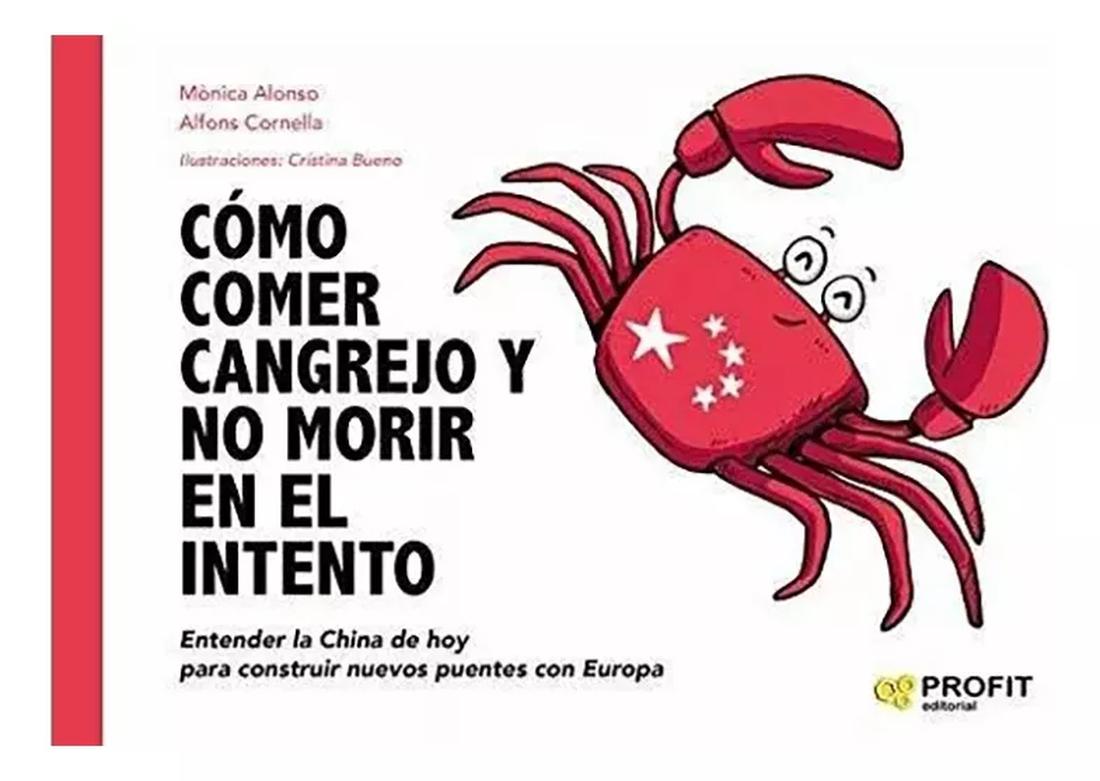 Mònica Alonso
Alfons Cornella
Ilustraciones: Cristina Bueno
CÓMO
COMER
CANGREJO Y
NO MORIR
EN EL
INTENTO
Entender la China de hoy
para construir nuevos puentes con Europa
PROFIT
editorial